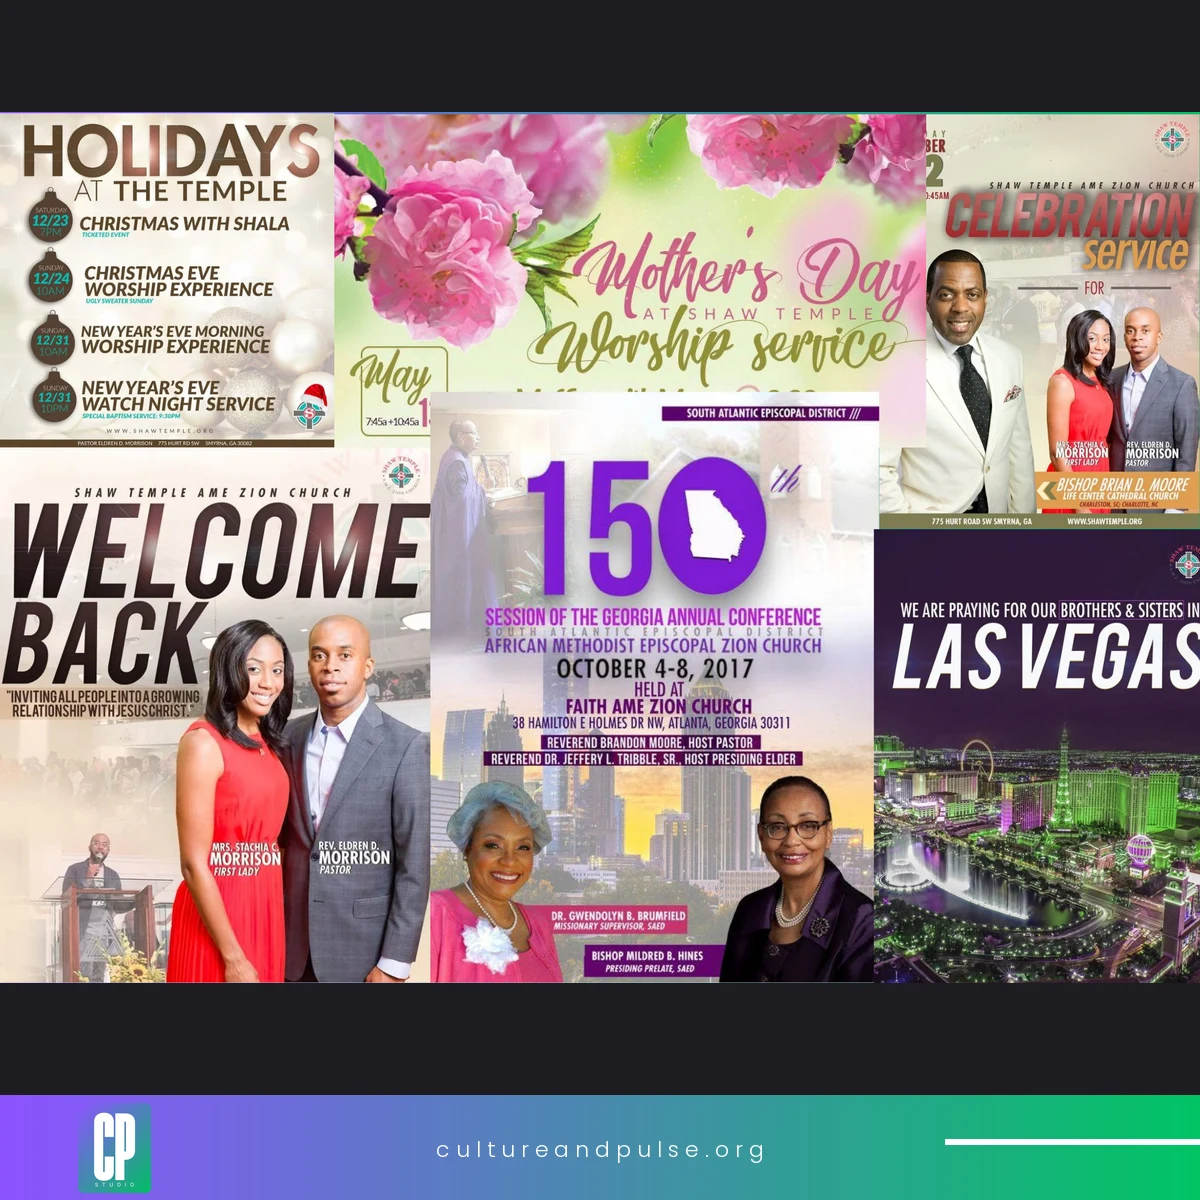 HOLIDAYS
AT THE TEMPLE
SATURDAY
12/23
7PM
CHRISTMAS WITH SHALA
TICKETED EVENT
SUNDAY
12/24
10AM
CHRISTMAS EVE
WORSHIP EXPERIENCE
UGLY SWEATER SUNDAY
SUNDAY
12/31
10AM
NEW YEAR'S EVE MORNING
WORSHIP EXPERIENCE
SUNDAY
12/31
10PM
NEW YEAR'S EVE
WATCH NIGHT SERVICE
SPECIAL BAPTISM SERVICE: 9:30PM
WWW.SHAWTEMPLE.ORG
PASTOR ELDREN D. MORRISON 775 HURT RD SW SMYRNA, GA 30082
Mother's Day
AT SHAW TEMPLE
Worship service
May
7:45a +10:45a
SHAW TEMPLE AME ZION CHURCH
CELEBRATION
service
FOR
MRS. STACHIA C.
MORRISON
FIRST LADY
REV. ELDREN D.
MORRISON
PASTOR
BISHOP BRIAN D. MOORE
LIFE CENTER CATHEDRAL CHURCH
CHARLESTON, SC; CHARLOTTE, NC
775 HURT ROAD SW SMYRNA, GA WWW.SHAWTEMPLE.ORG
SHAW TEMPLE AME ZION CHURCH
WELCOME
BACK
"INVITING ALL PEOPLE INTO A GROWING
RELATIONSHIP WITH JESUS CHRIST."
MRS. STACHIA C.
MORRISON
FIRST LADY
REV. ELDREN D.
MORRISON
PASTOR
SOUTH ATLANTIC EPISCOPAL DISTRICT ///
150th
SESSION OF THE GEORGIA ANNUAL CONFERENCE
SOUTH ATLANTIC EPISCOPAL DISTRICT
AFRICAN METHODIST EPISCOPAL ZION CHURCH
OCTOBER 4-8, 2017
HELD AT
FAITH AME ZION CHURCH
38 HAMILTON E HOLMES DR NW, ATLANTA, GEORGIA 30311
REVEREND BRANDON MOORE, HOST PASTOR
REVEREND DR. JEFFERY L. TRIBBLE, SR., HOST PRESIDING ELDER
DR. GWENDOLYN B. BRUMFIELD
MISSIONARY SUPERVISOR, SAED
BISHOP MILDRED B. HINES
PRESIDING PRELATE, SAED
WE ARE PRAYING FOR OUR BROTHERS & SISTERS IN
LAS VEGAS
CP
STUDIO
cultureandpulse.org